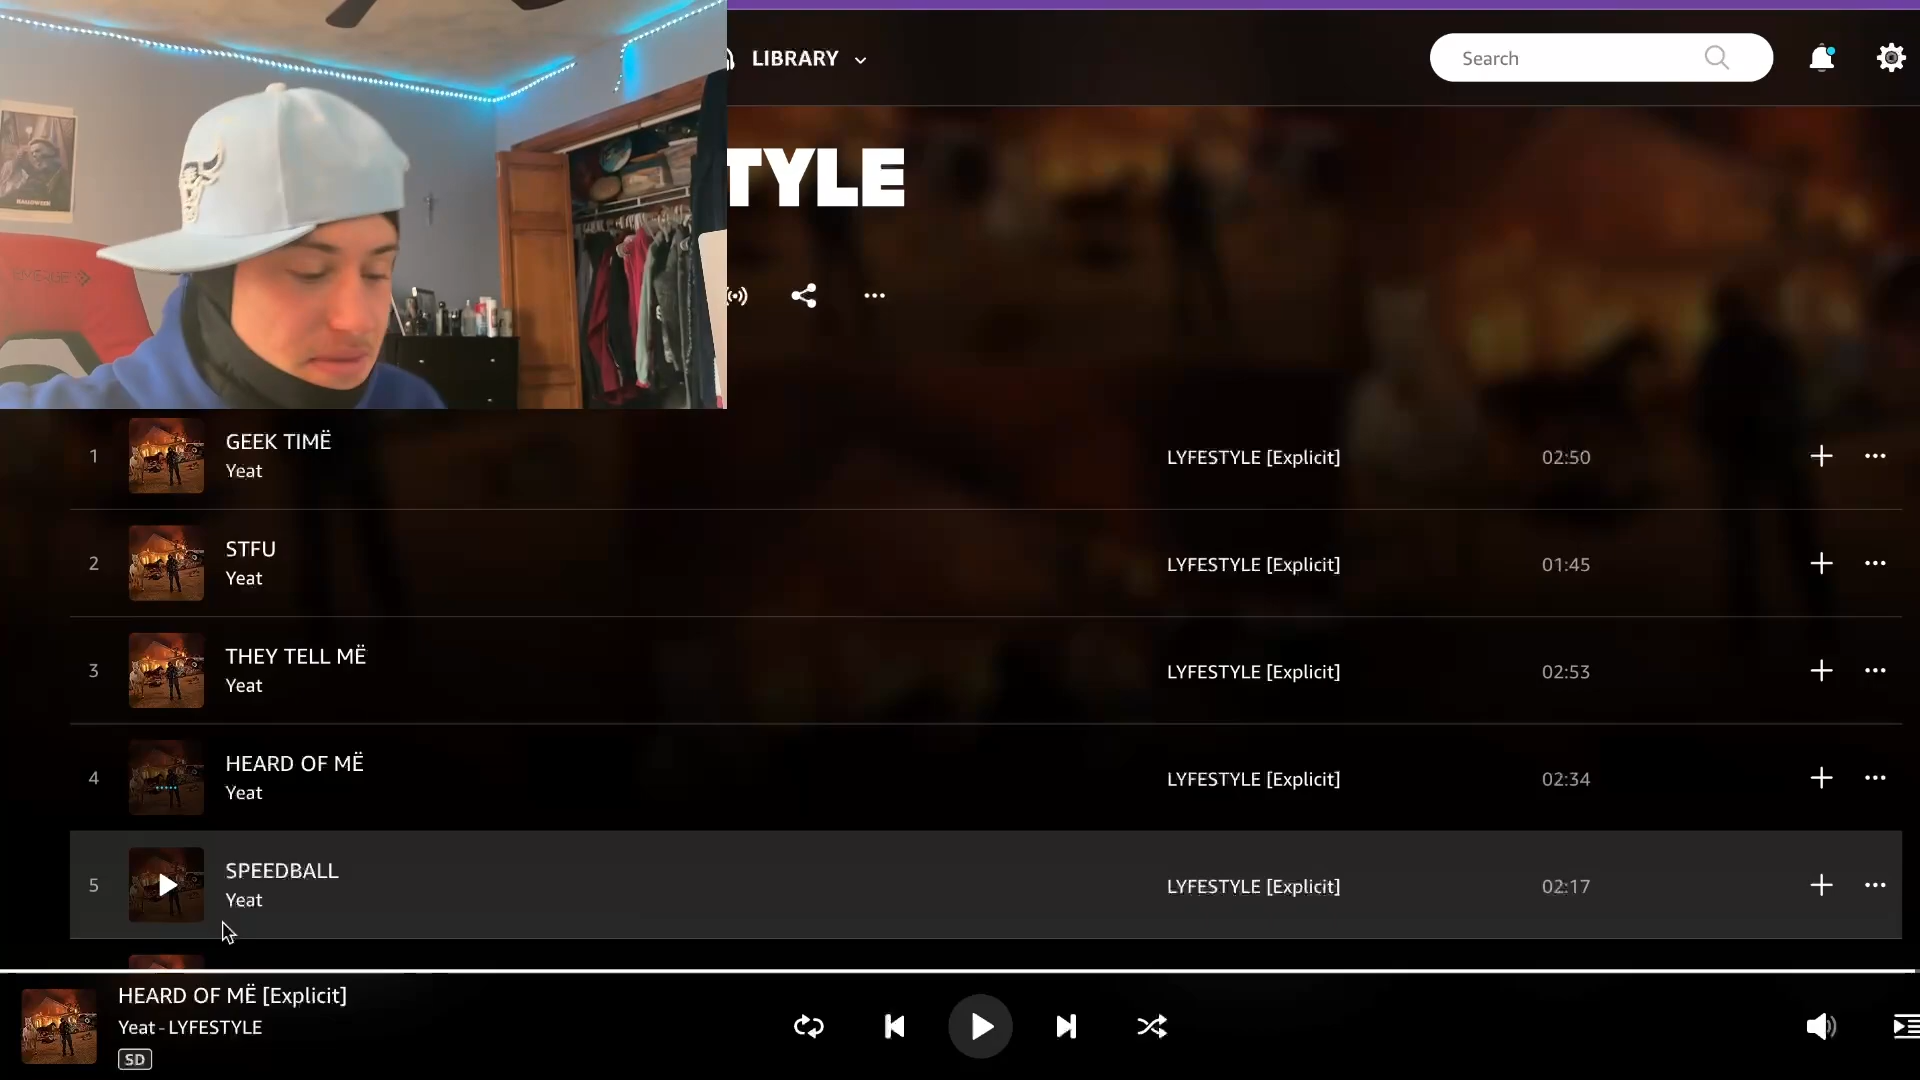 LIBRARY
Search
HALLOWEEN
TYLE
1
GEEK TIMË
Yeat
LYFESTYLE [Explicit]
02:50
2
STFU
Yeat
LYFESTYLE [Explicit]
01:45
3
THEY TELL MË
Yeat
LYFESTYLE [Explicit]
02:53
4
HEARD OF MË
Yeat
LYFESTYLE [Explicit]
02:34
5
SPEEDBALL
Yeat
LYFESTYLE [Explicit]
02:17
HEARD OF MË [Explicit]
Yeat - LYFESTYLE
SD